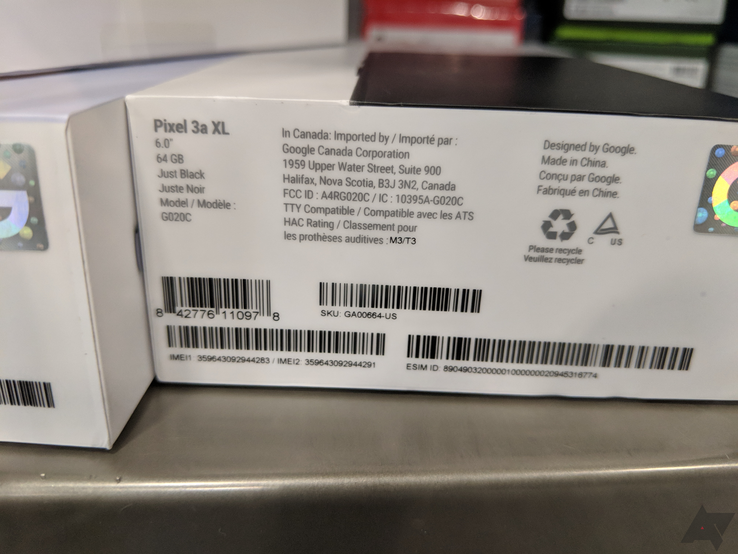 Pixel 3a XL
6.0"
64 GB
Just Black
Juste Noir
Model / Modèle :
G020C
In Canada: Imported by / Importé par :
Google Canada Corporation
1959 Upper Water Street, Suite 900
Halifax, Nova Scotia, B3J 3N2, Canada
FCC ID : A4RG020C / IC : 10395A-G020C
TTY Compatible / Compatible avec les ATS
HAC Rating / Classement pour
les prothèses auditives : M3/T3
Designed by Google.
Made in China.
Conçu par Google.
Fabriqué en Chine.
C US
Please recycle
Veuillez recycler
8 42776 11097 8
SKU: GA00664-US
IMEI1 359643092944283 / IMEI2 359643092944291
ESIM ID: 89049032000001000000020945316774